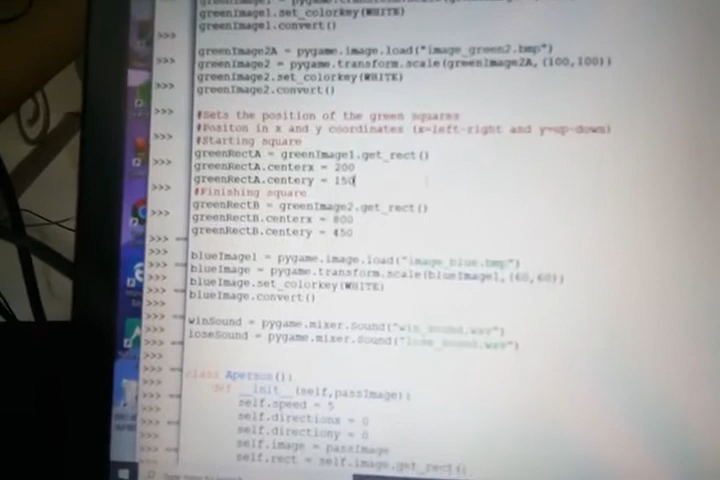 greenImage1.set_colorkey(WHITE)
greenImage1.convert()
greenImage2A = pygame.image.load("image_green2.bmp")
greenImage2 = pygame.transform.scale(greenImage2A,(100,100))
greenImage2.set_colorkey(WHITE)
greenImage2.convert()
#Sets the position of the green squares
#Positon in x and y coordinates (x=left-right and y=up-down)
#Starting square
greenRectA = greenImage1.get_rect()
greenRectA.centerx = 200
greenRectA.centery = 150
#Finishing square
greenRectB = greenImage2.get_rect()
greenRectB.centerx = 800
greenRectB.centery = 450
blueImage1 = pygame.image.load("image_blue.bmp")
blueImage = pygame.transform.scale(blueImage1,(60,60))
blueImage.set_colorkey(WHITE)
blueImage.convert()
winSound = pygame.mixer.Sound("win_sound.wav")
loseSound = pygame.mixer.Sound("lose_sound.wav")
class Aperson():
def __init__(self,passImage):
self.speed = 5
self.directionx = 0
self.directiony = 0
self.image = passImage
self.rect = self.image.get_rect()